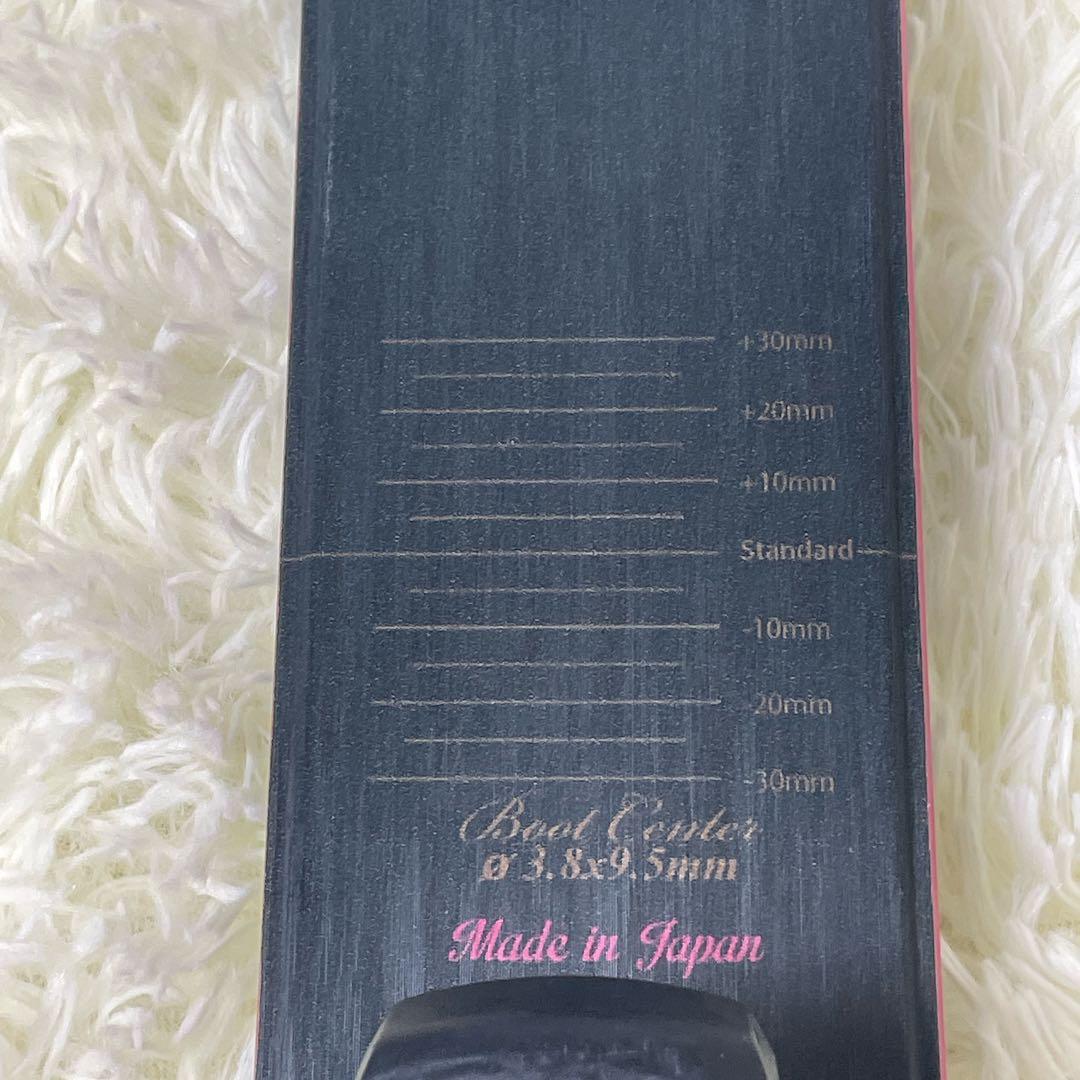 +30mm
+20mm
+10mm
Standard
-10mm
-20mm
-30mm
Boot Center
ø 3.8x9.5mm
Made in Japan